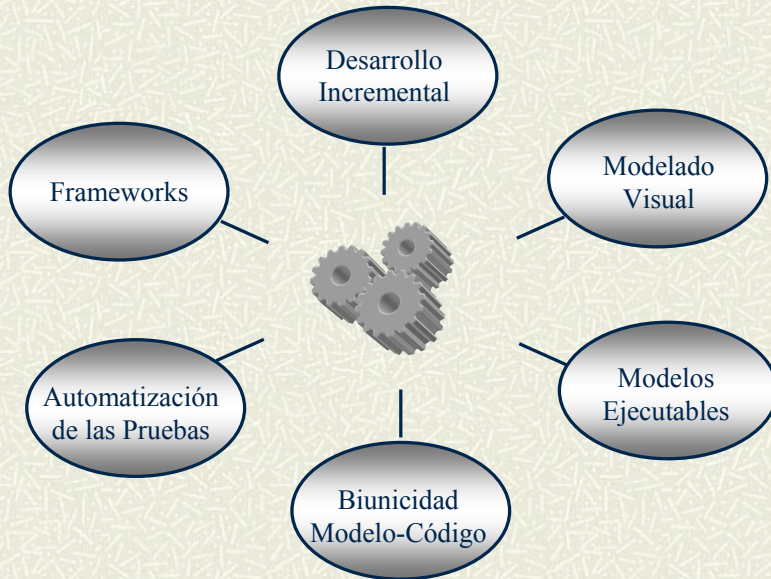 Desarrollo
Incremental
Frameworks
Modelado
Visual
Automatización
de las Pruebas
Modelos
Ejecutables
Biunicidad
Modelo-Código